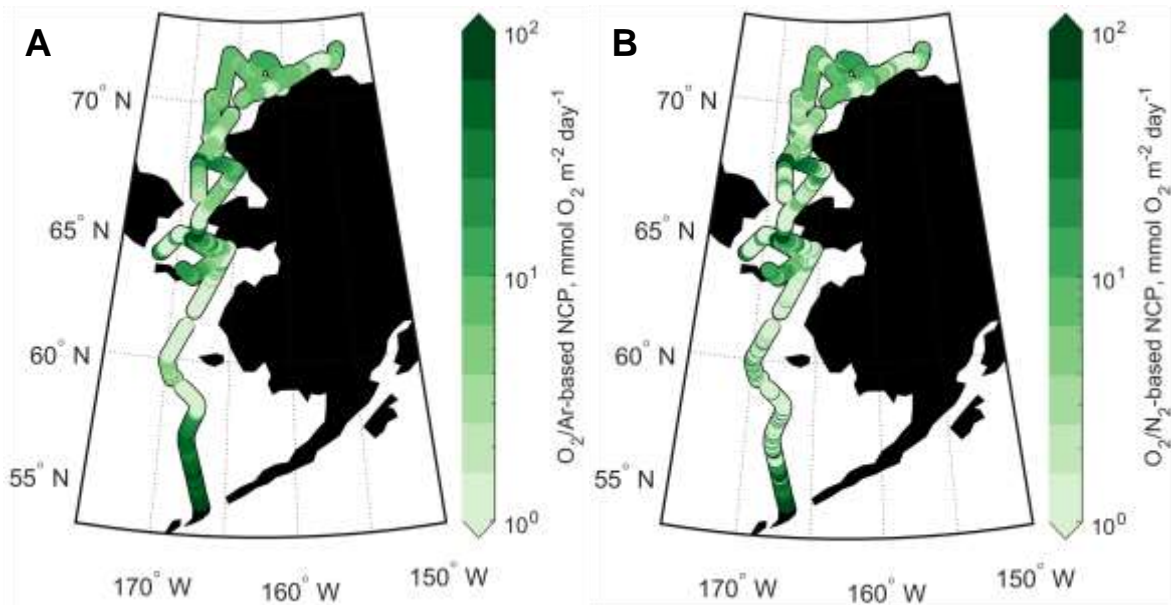 A
70° N
65° N
60° N
55° N
170° W
160° W
150° W
10²
10¹
10⁰
O₂/Ar-based NCP, mmol O₂ m⁻² day⁻¹
B
70° N
65° N
60° N
55° N
170° W
160° W
150° W
10²
10¹
10⁰
O₂/N₂-based NCP, mmol O₂ m⁻² day⁻¹